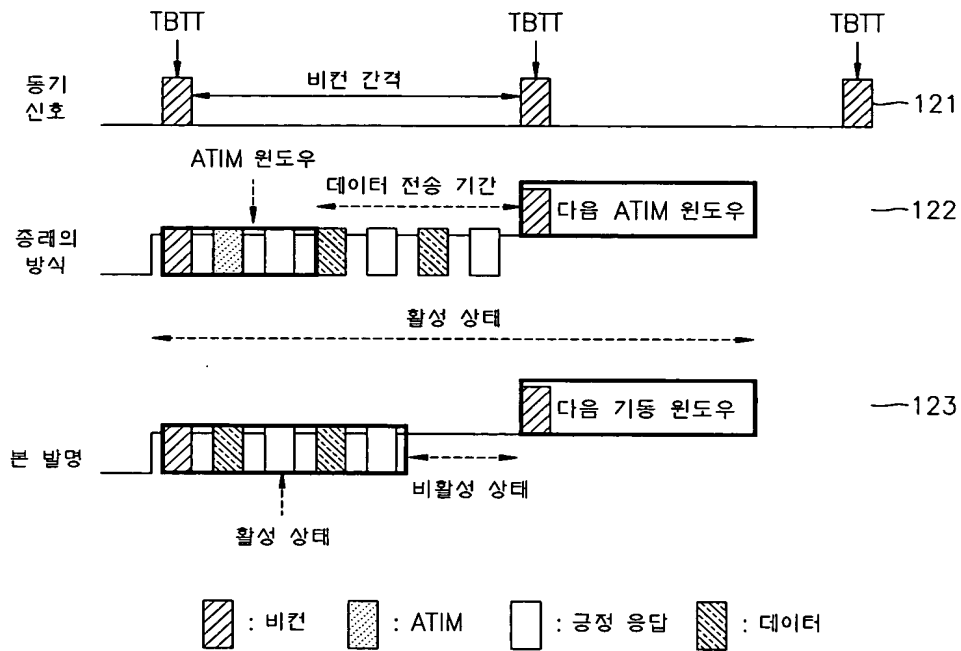 TBTT TBTT TBTT
동기
신호
비컨 간격
121
ATIM 윈도우
데이터 전송 기간
다음 ATIM 윈도우
122
종래의
방식
활성 상태
다음 기동 윈도우
123
본 발명
비활성 상태
활성 상태
: 비컨 : ATIM : 긍정 응답 : 데이터